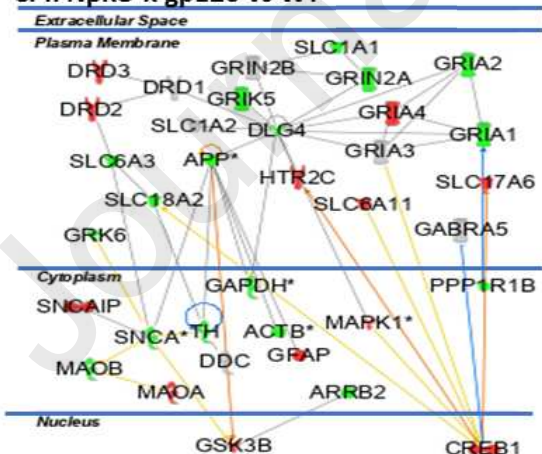 Extracellular Space
Plasma Membrane
SLC1A1
DRD3
GRIN2B
GRIA2
DRD1
GRIN2A
GRIK5
DRD2
GRIA4
SLC1A2
DLG4
GRIA1
GRIA3
SLC6A3
APP*
HTR2C
SLC17A6
SLC18A2
SLC6A11
GABRA5
GRK6
Cytoplasm
GAPDH*
PPP1R1B
SNCAIP
SNCA*
TH
ACTB*
MAPK1*
DDC
GFAP
MAOB
MAOA
ARRB2
Nucleus
GSK3B
CREB1